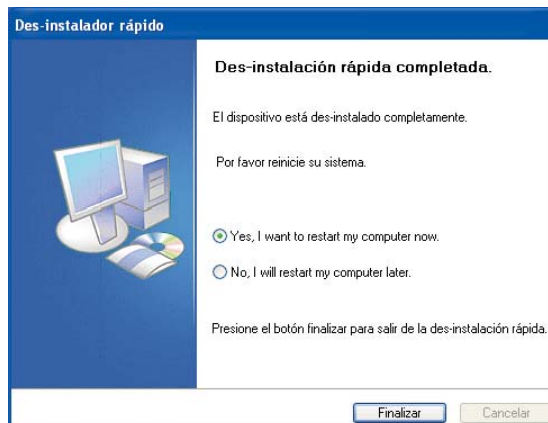 Des-instalador rápido
Des-instalación rápida completada.
El dispositivo está des-instalado completamente.
Por favor reinicie su sistema.
Yes, I want to restart my computer now.
No, I will restart my computer later.
Presione el botón finalizar para salir de la des-instalación rápida.
Finalizar
Cancelar